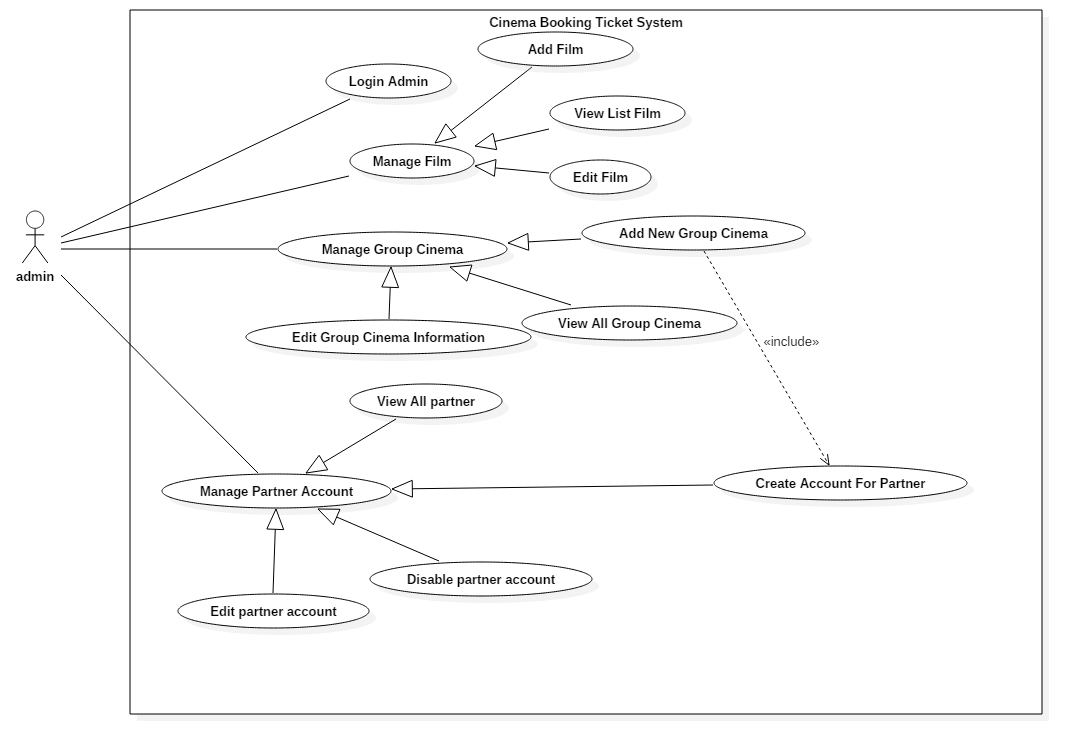 Cinema Booking Ticket System
Add Film
Login Admin
View List Film
Manage Film
Edit Film
Add New Group Cinema
Manage Group Cinema
admin
View All Group Cinema
Edit Group Cinema Information
«include»
View All partner
Manage Partner Account
Create Account For Partner
Disable partner account
Edit partner account